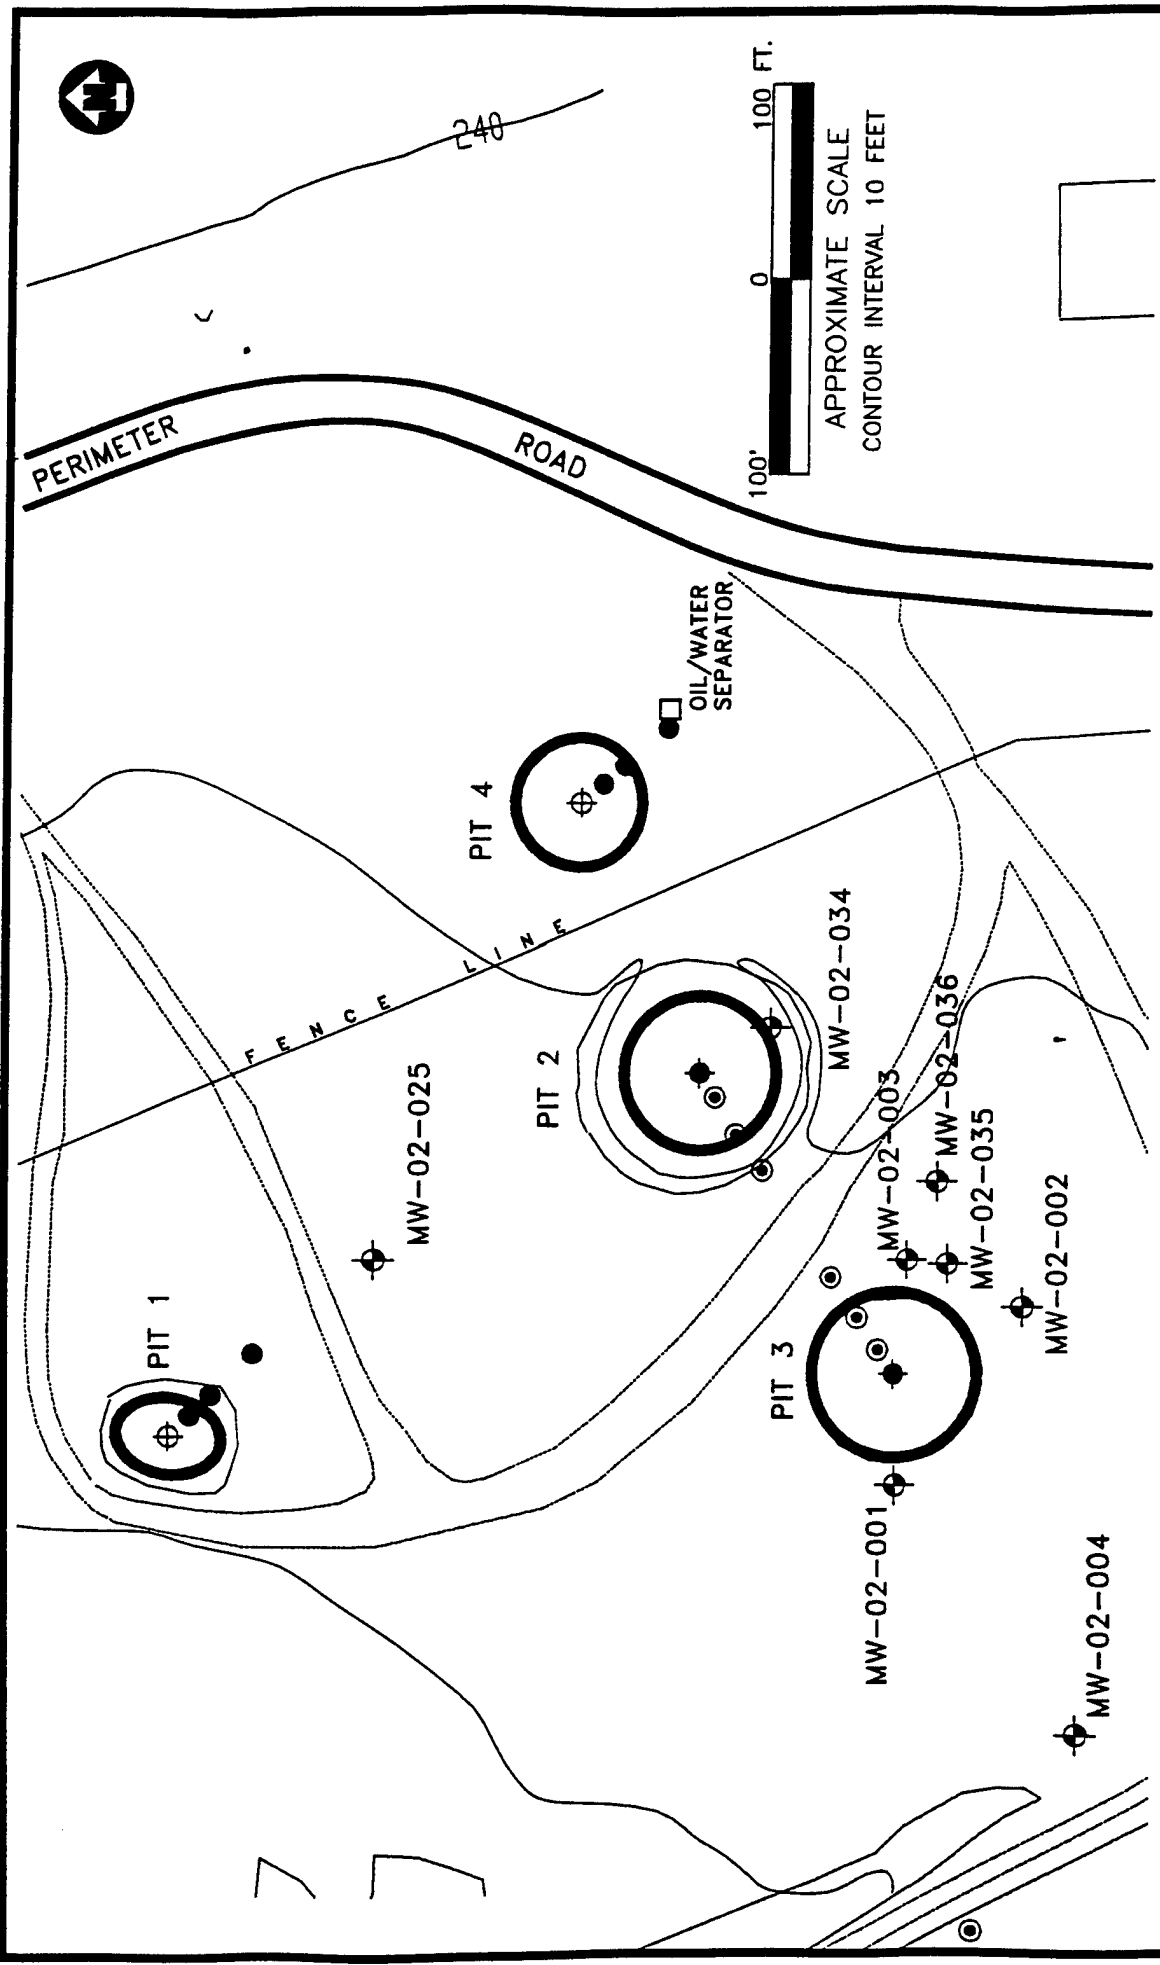 N
240
PERIMETER
ROAD
100'
0
100 FT.
APPROXIMATE SCALE
CONTOUR INTERVAL 10 FEET
OIL/WATER
SEPARATOR
PIT 4
FENCE LINE
MW-02-034
PIT 2
MW-02-025
MW-02-036
MW-02-003
MW-02-035
MW-02-002
PIT 1
PIT 3
MW-02-001
MW-02-004